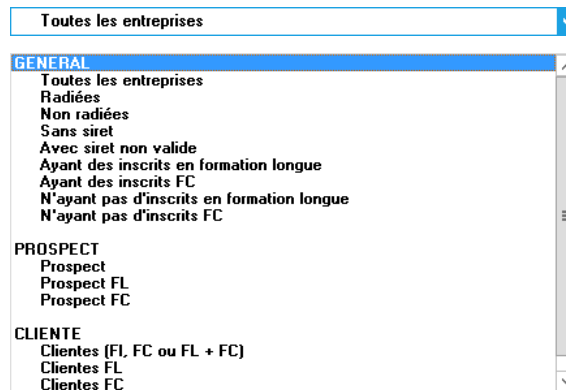 Toutes les entreprises
GENERAL
Toutes les entreprises
Radiées
Non radiées
Sans siret
Avec siret non valide
Ayant des inscrits en formation longue
Ayant des inscrits FC
N'ayant pas d'inscrits en formation longue
N'ayant pas d'inscrits FC
PROSPECT
Prospect
Prospect FL
Prospect FC
CLIENTE
Clientes (Fl, FC ou FL + FC)
Clientes FL
Clientes FC